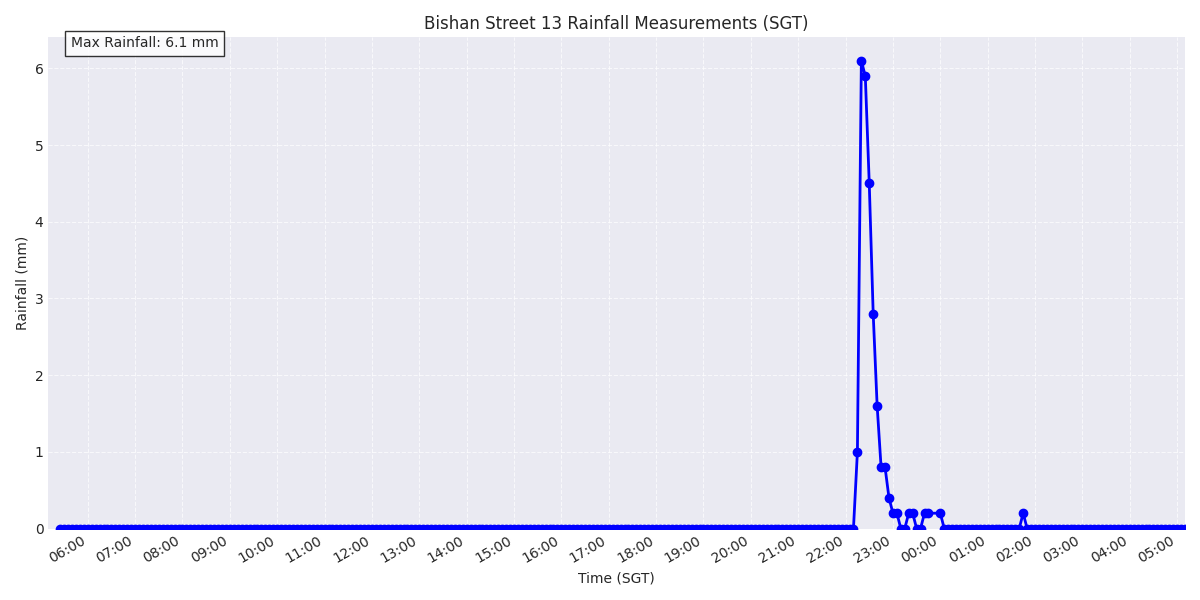 Bishan Street 13 Rainfall Measurements (SGT)
Max Rainfall: 6.1 mm
6
5
4
3
2
1
0
Rainfall (mm)
06:00 07:00 08:00 09:00 10:00 11:00 12:00 13:00 14:00 15:00 16:00 17:00 18:00 19:00 20:00 21:00 22:00 23:00 00:00 01:00 02:00 03:00 04:00 05:00
Time (SGT)